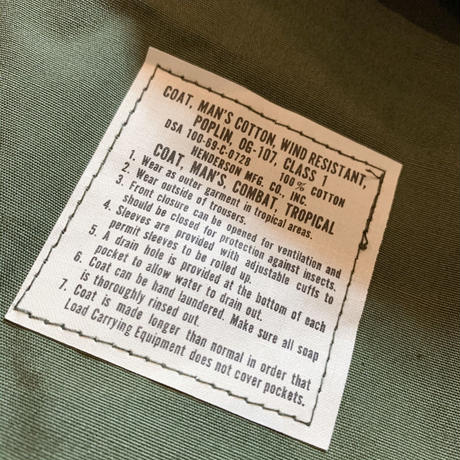 COAT, MAN'S COTTON, WIND RESISTANT,
POPLIN, OG-107, CLASS 1
DSA 100-69-C-0728 100% COTTON
HENDERSON MFG. CO., INC.
COAT, MAN'S, COMBAT, TROPICAL
1. Wear as outer garment in tropical areas.
2. Wear outside of trousers.
3. Front closure can be opened for ventilation and
should be closed for protection against insects.
4. Sleeves are provided with adjustable cuffs to
permit sleeves to be rolled up.
5. A drain hole is provided at the bottom of each
pocket to allow water to drain out.
6. Coat can be hand laundered. Make sure all soap
is thoroughly rinsed out.
7. Coat is made longer than normal in order that
Load Carrying Equipment does not cover pockets.